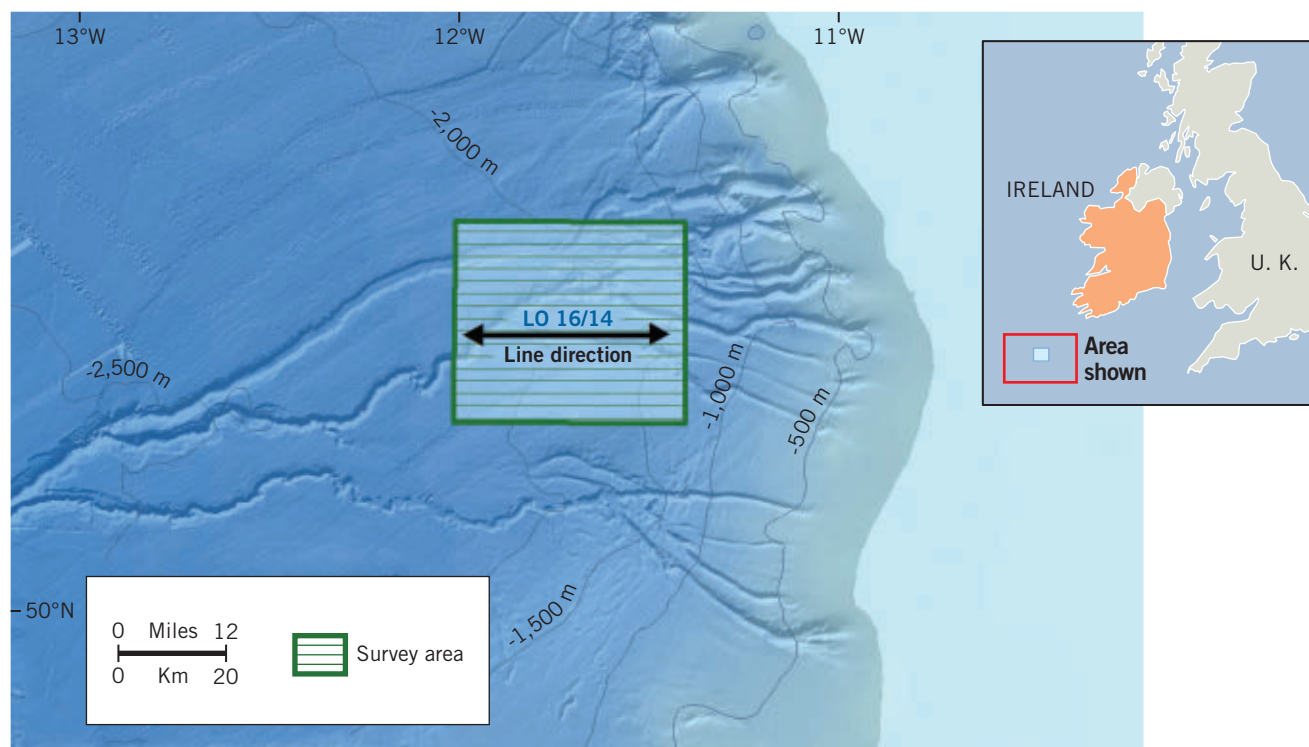 13°W
12°W
11°W
-2,000 m
IRELAND
U. K.
LO 16/14
Line direction
Area
shown
-2,500 m
-1,000 m
-500 m
50°N
-1,500 m
0 Miles 12
0 Km 20
Survey area